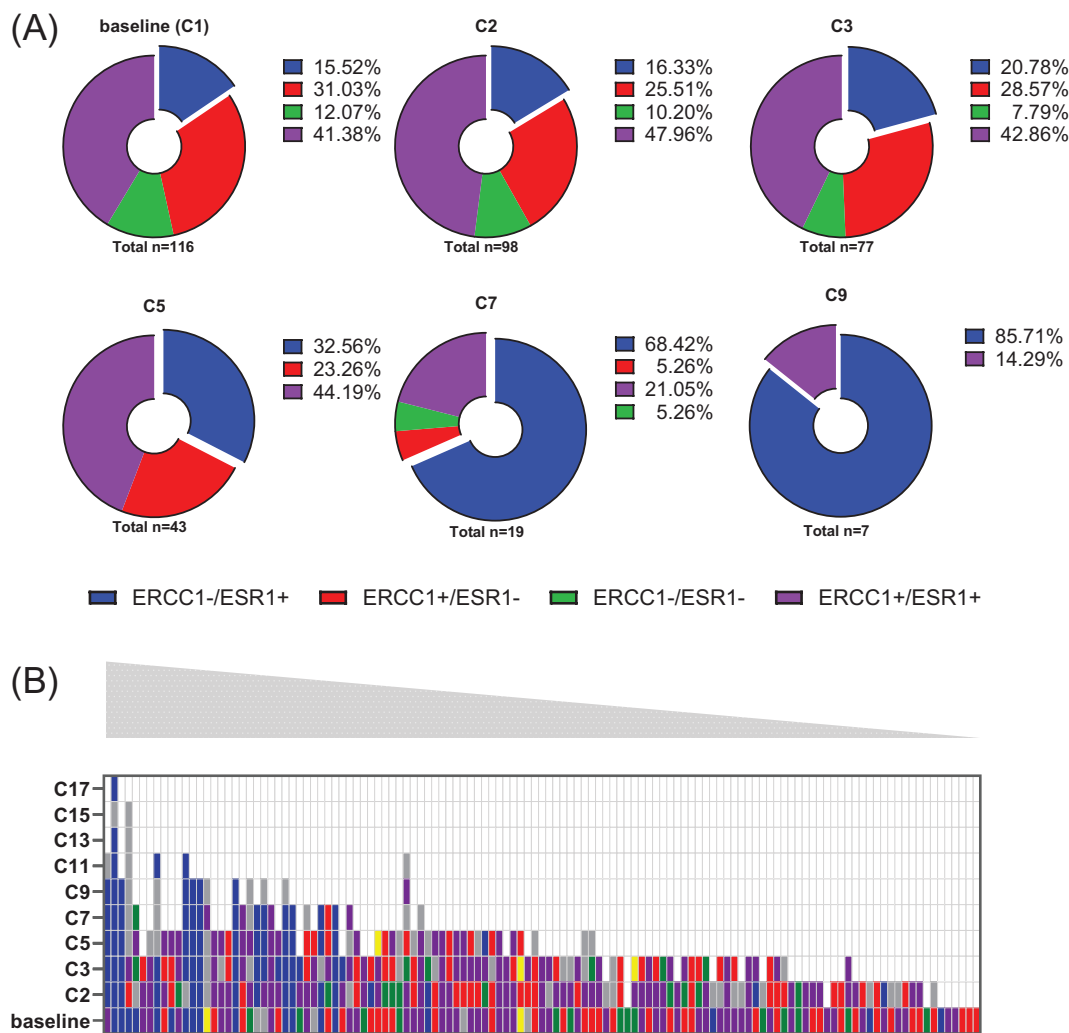 (A)
baseline (C1)
15.52%
31.03%
12.07%
41.38%
Total n=116
C2
16.33%
25.51%
10.20%
47.96%
Total n=98
C3
20.78%
28.57%
7.79%
42.86%
Total n=77
C5
32.56%
23.26%
44.19%
Total n=43
C7
68.42%
5.26%
21.05%
5.26%
Total n=19
C9
85.71%
14.29%
Total n=7
ERCC1-/ESR1+ ERCC1+/ESR1- ERCC1-/ESR1- ERCC1+/ESR1+
(B)
C17
C15
C13
C11
C9
C7
C5
C3
C2
baseline